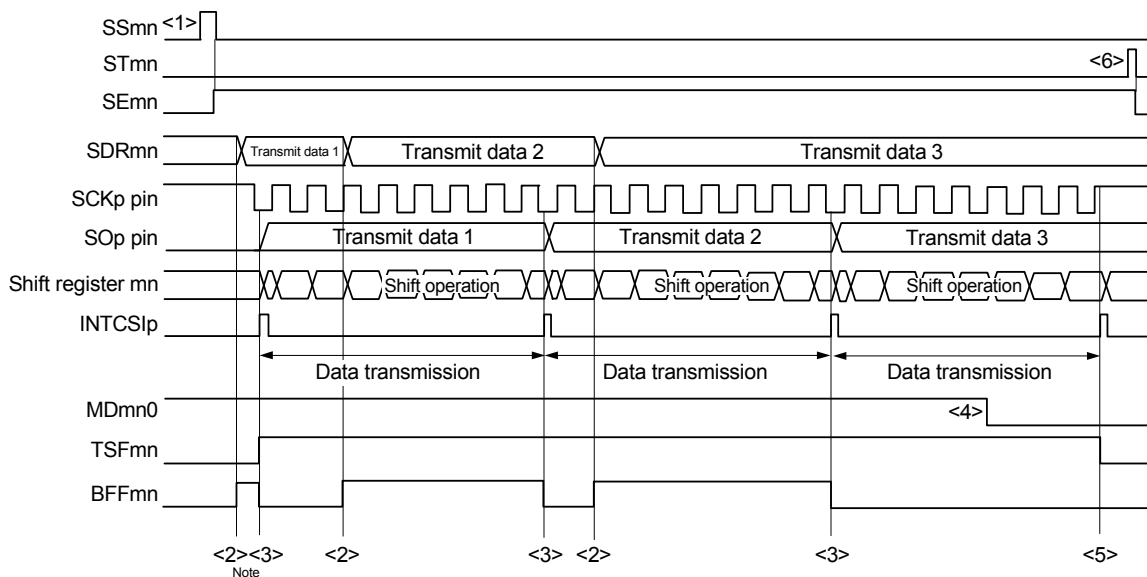 SSmn <1>
STmn <6>
SEmn
SDRmn Transmit data 1 Transmit data 2 Transmit data 3
SCKp pin
SOp pin Transmit data 1 Transmit data 2 Transmit data 3
Shift register mn Shift operation Shift operation Shift operation
INTCSIp
Data transmission Data transmission Data transmission
MDmn0 <4>
TSFmn
BFFmn
<2> <3> <2> <3> <2> <3> <5>
Note